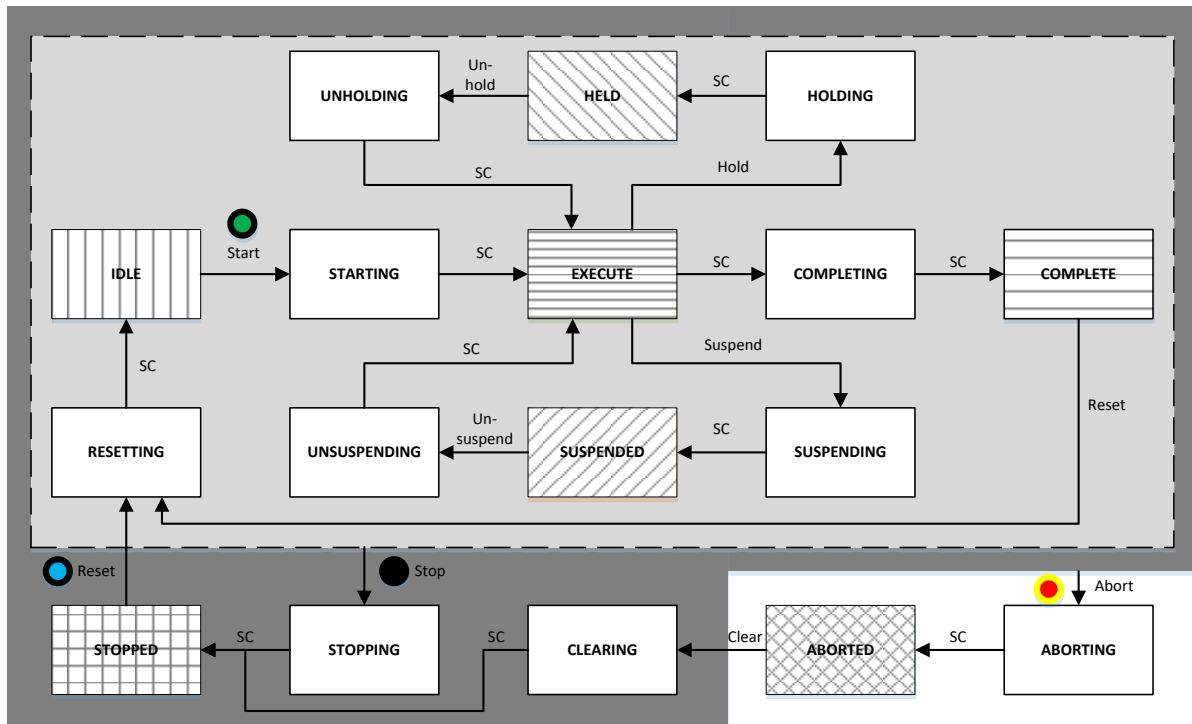 Un-
hold
SC
UNHOLDING
HELD
HOLDING
SC
Hold
Start
SC
SC
SC
IDLE
STARTING
EXECUTE
COMPLETING
COMPLETE
SC
SC
Suspend
Reset
Un-
suspend
SC
RESETTING
UNSUSPENDING
SUSPENDED
SUSPENDING
Reset
Stop
Abort
SC
SC
Clear
SC
STOPPED
STOPPING
CLEARING
ABORTED
ABORTING